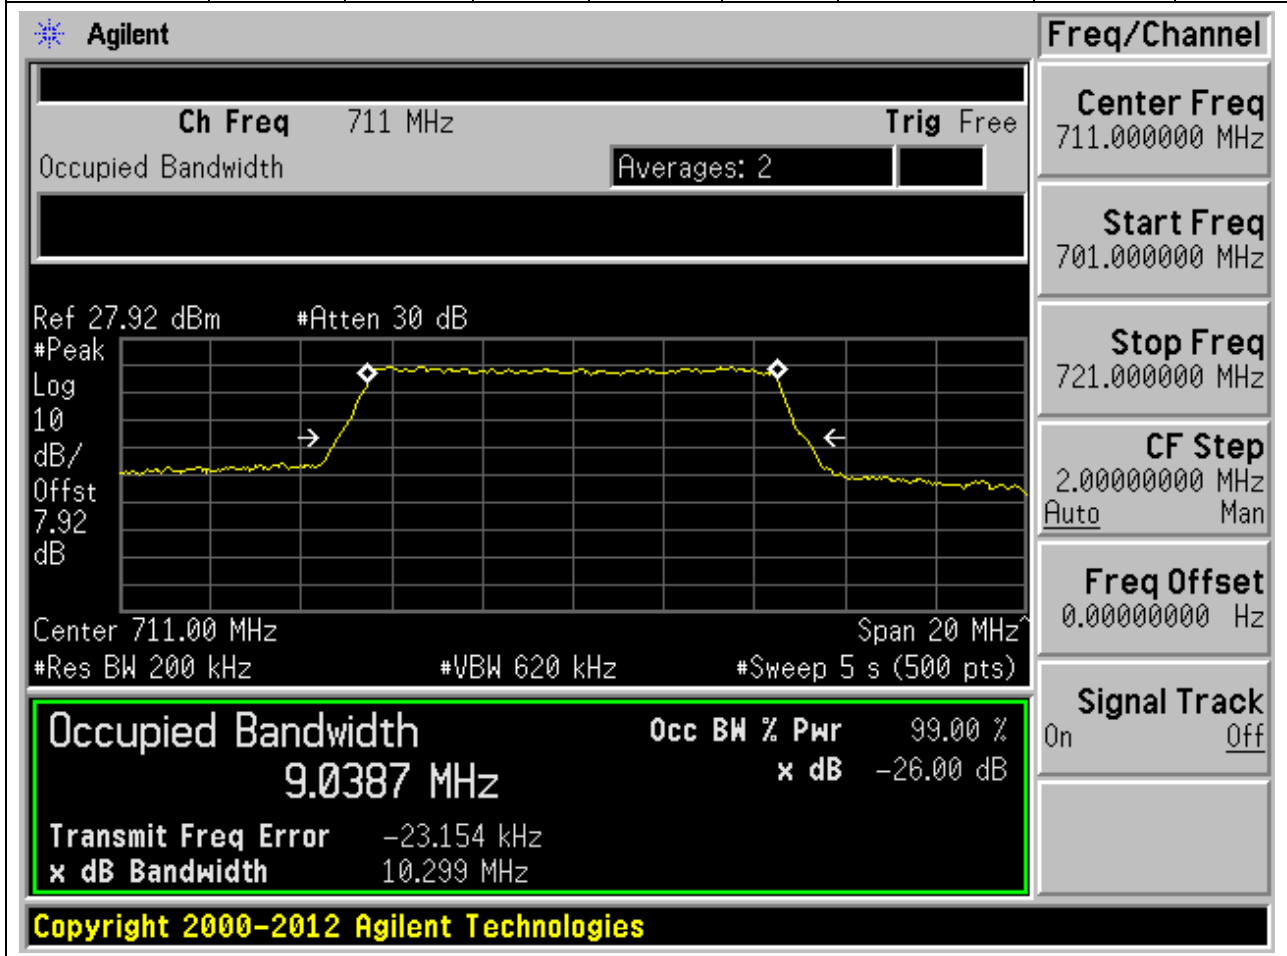 Agilent
Freq/Channel
Ch Freq 711 MHz Trig Free
Occupied Bandwidth Averages: 2
Center Freq
711.000000 MHz
Start Freq
701.000000 MHz
Stop Freq
721.000000 MHz
CF Step
2.00000000 MHz
Auto Man
Freq Offset
0.00000000 Hz
Signal Track
On Off
Ref 27.92 dBm #Atten 30 dB
#Peak
Log
10
dB/
Offst
7.92
dB
Center 711.00 MHz Span 20 MHz^
#Res BW 200 kHz #VBW 620 kHz #Sweep 5 s (500 pts)
Occupied Bandwidth Occ BW % Pwr 99.00 %
9.0387 MHz x dB -26.00 dB
Transmit Freq Error -23.154 kHz
x dB Bandwidth 10.299 MHz
Copyright 2000-2012 Agilent Technologies